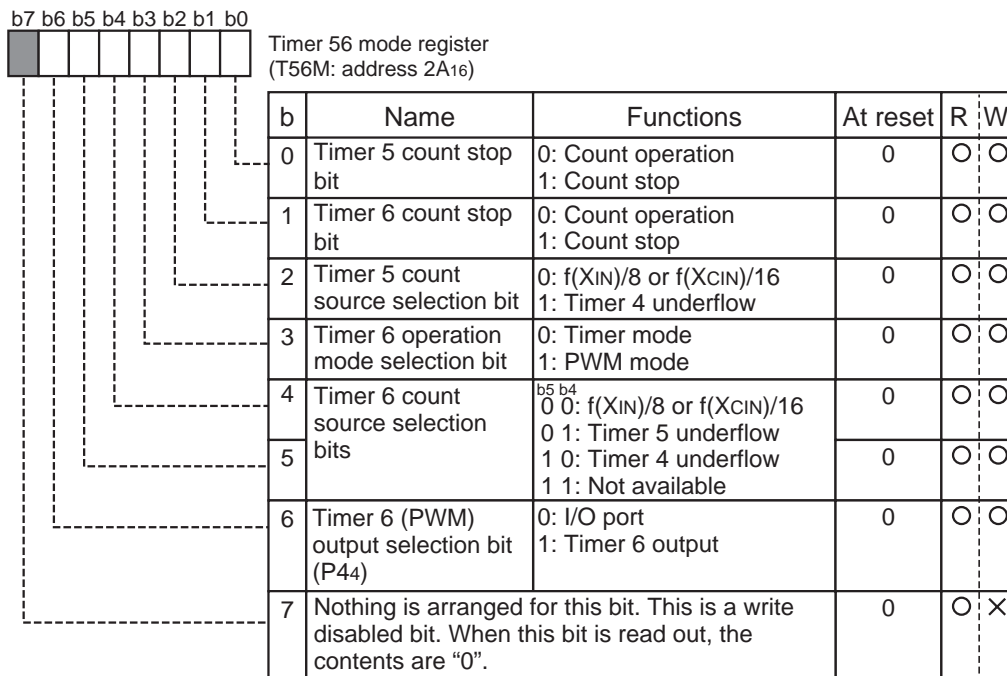 b7 b6 b5 b4 b3 b2 b1 b0
Timer 56 mode register
(T56M: address 2A16)
b Name Functions At reset R W
0 Timer 5 count stop bit 0: Count operation 0 O O
1: Count stop
1 Timer 6 count stop bit 0: Count operation 0 O O
1: Count stop
2 Timer 5 count source selection bit 0: f(XIN)/8 or f(XCIN)/16 0 O O
1: Timer 4 underflow
3 Timer 6 operation mode selection bit 0: Timer mode 0 O O
1: PWM mode
4 Timer 6 count source selection bits b5 b4 0 O O
0 0: f(XIN)/8 or f(XCIN)/16
0 1: Timer 5 underflow
5 1 0: Timer 4 underflow 0 O O
1 1: Not available
6 Timer 6 (PWM) output selection bit (P44) 0: I/O port 0 O O
1: Timer 6 output
7 Nothing is arranged for this bit. This is a write 0 O ×
disabled bit. When this bit is read out, the
contents are “0”.